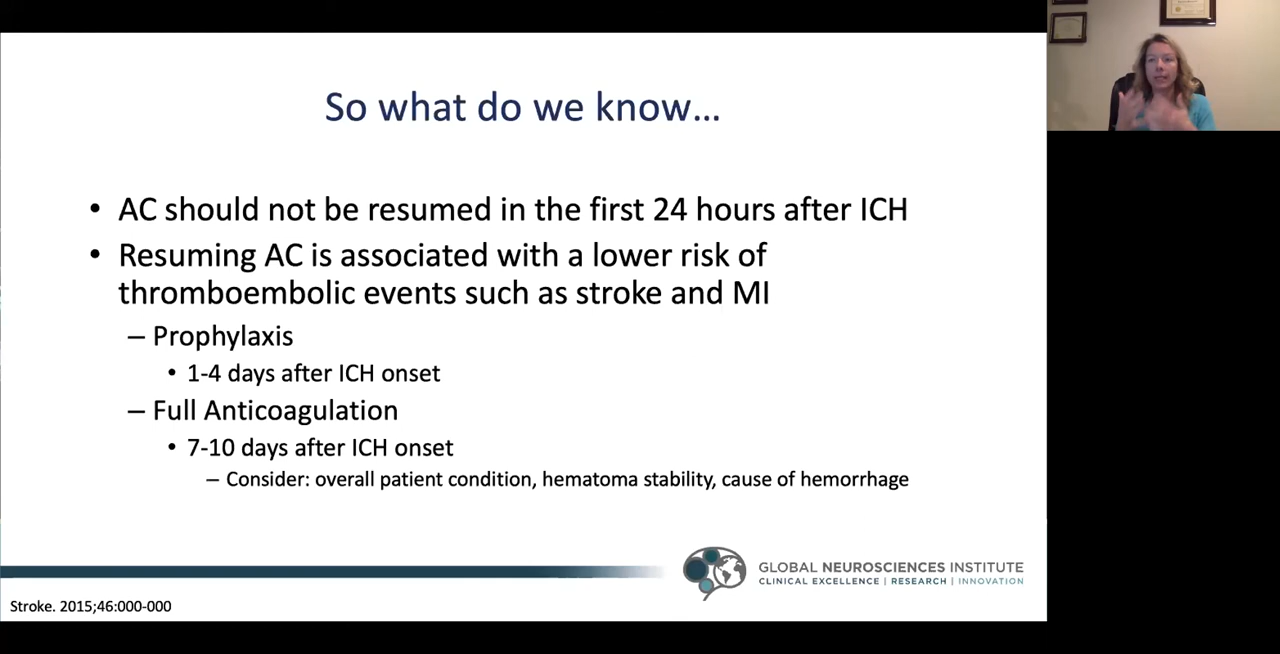 So what do we know...
• AC should not be resumed in the first 24 hours after ICH
• Resuming AC is associated with a lower risk of
thromboembolic events such as stroke and MI
– Prophylaxis
• 1-4 days after ICH onset
– Full Anticoagulation
• 7-10 days after ICH onset
– Consider: overall patient condition, hematoma stability, cause of hemorrhage
GLOBAL NEUROSCIENCES INSTITUTE
CLINICAL EXCELLENCE | RESEARCH | INNOVATION
Stroke. 2015;46:000-000